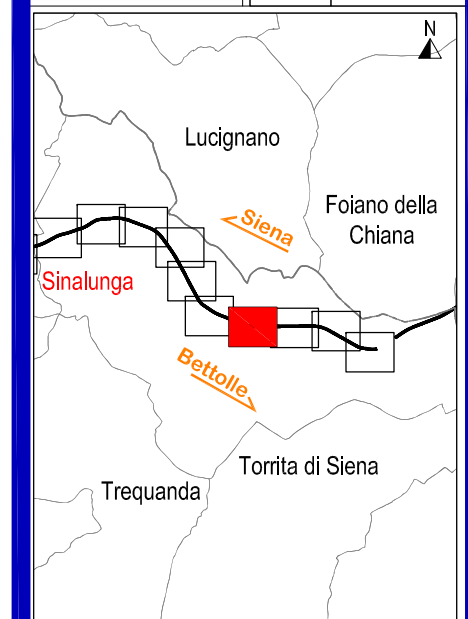 N
Lucignano
Foiano della
Chiana
Siena
Sinalunga
Bettolle
Torrita di Siena
Trequanda